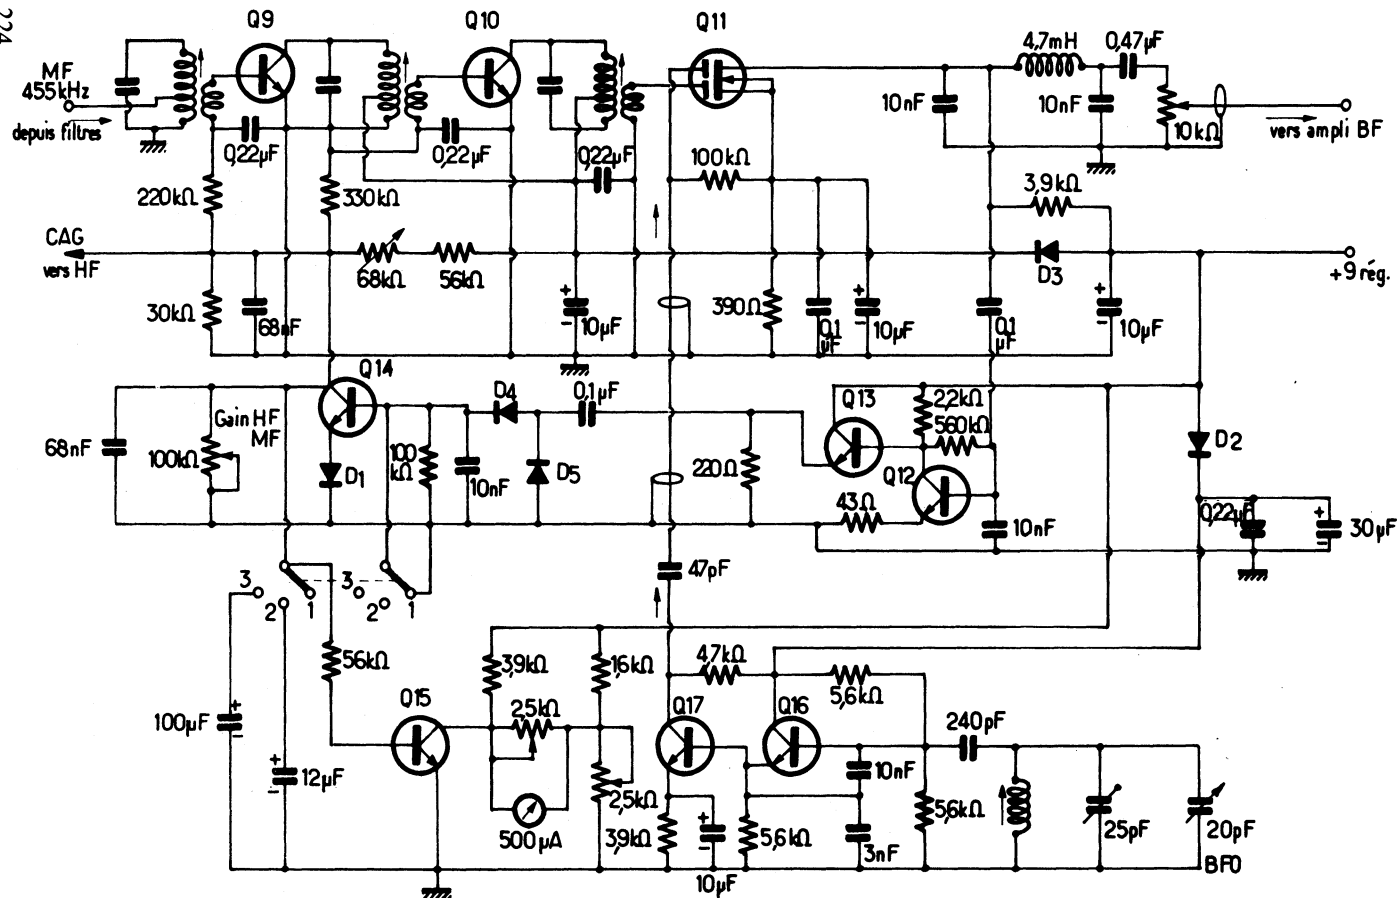 224
Q9
Q10
Q11
MF
455kHz
depuis filtres
0,22µF
0,22µF
0,22µF
4,7mH
0,47µF
10nF
10nF
10kΩ
vers ampli BF
220kΩ
330kΩ
100kΩ
3,9kΩ
CAG
vers HF
68kΩ
56kΩ
D3
+9 rég.
30kΩ
68nF
10µF
390Ω
0,1
µF
10µF
0,1
µF
10µF
Q14
D4
0,1µF
Q13
2,2kΩ
560kΩ
Gain HF
MF
68nF
100kΩ
D1
100
kΩ
10nF
D5
220Ω
Q12
43Ω
10nF
D2
0,22µF
30µF
47pF
3
2
1
3
2
1
56kΩ
3,9kΩ
1,6kΩ
4,7kΩ
5,6kΩ
Q15
2,5kΩ
Q17
Q16
240pF
100µF
12µF
500µA
2,5kΩ
3,9kΩ
10µF
5,6kΩ
10nF
3nF
5,6kΩ
25pF
20pF
BFO